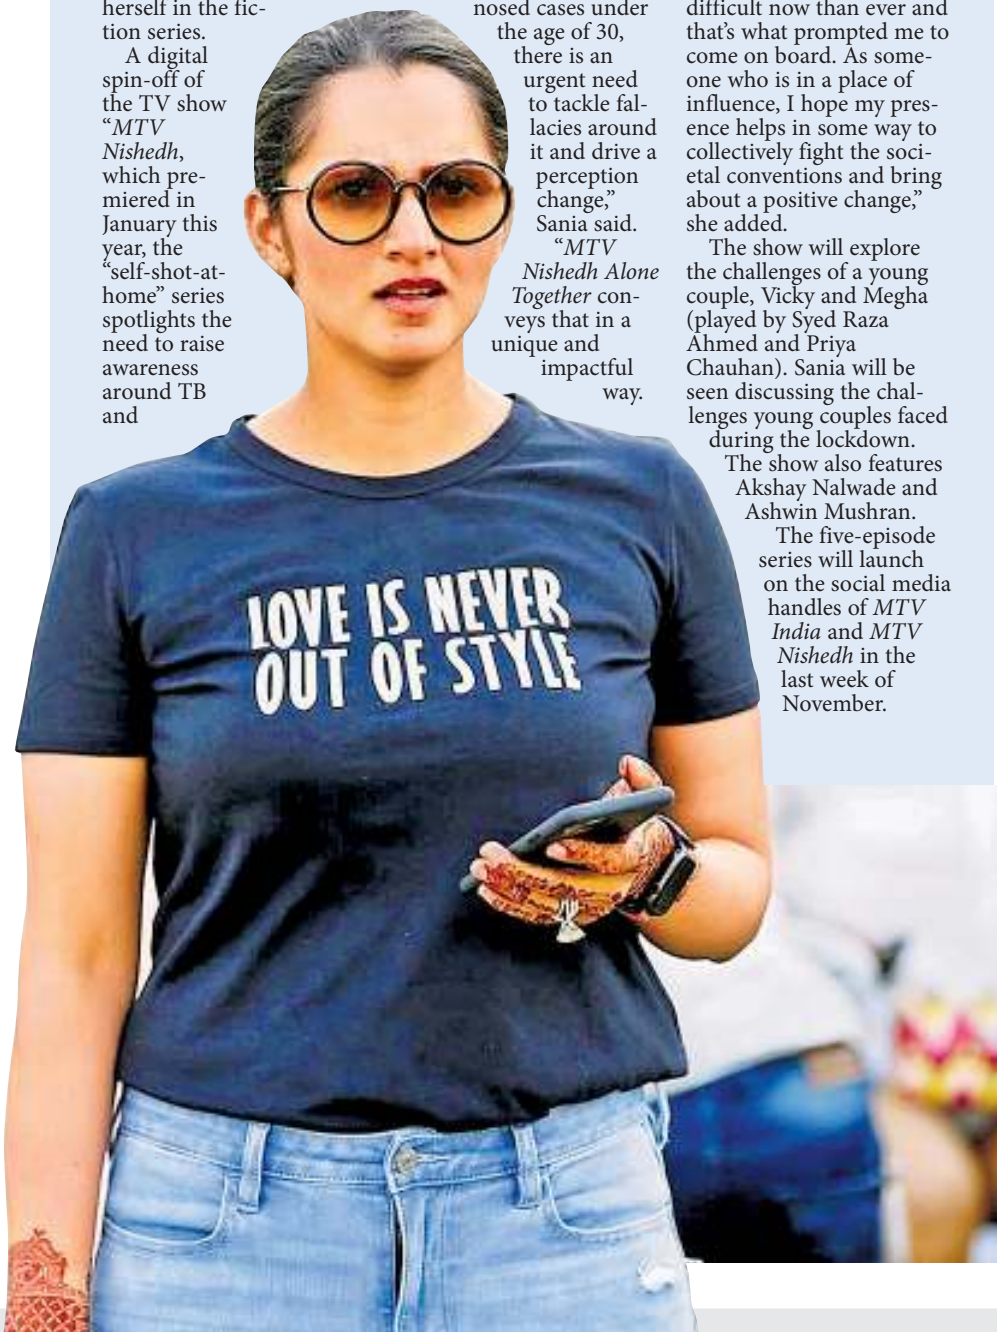 herself in the fic-
tion series.
A digital
spin-off of
the TV show
“MTV
Nishedh,
which pre-
miered in
January this
year, the
“self-shot-at-
home” series
spotlights the
need to raise
awareness
around TB
and
nosed cases under
the age of 30,
there is an
urgent need
to tackle fal-
lacies around
it and drive a
perception
change,”
Sania said.
“MTV
Nishedh Alone
Together con-
veys that in a
unique and
impactful
way.
difficult now than ever and
that’s what prompted me to
come on board. As some-
one who is in a place of
influence, I hope my pres-
ence helps in some way to
collectively fight the soci-
etal conventions and bring
about a positive change,”
she added.
The show will explore
the challenges of a young
couple, Vicky and Megha
(played by Syed Raza
Ahmed and Priya
Chauhan). Sania will be
seen discussing the chal-
lenges young couples faced
during the lockdown.
The show also features
Akshay Nalwade and
Ashwin Mushran.
The five-episode
series will launch
on the social media
handles of MTV
India and MTV
Nishedh in the
last week of
November.
LOVE IS NEVER
OUT OF STYLE